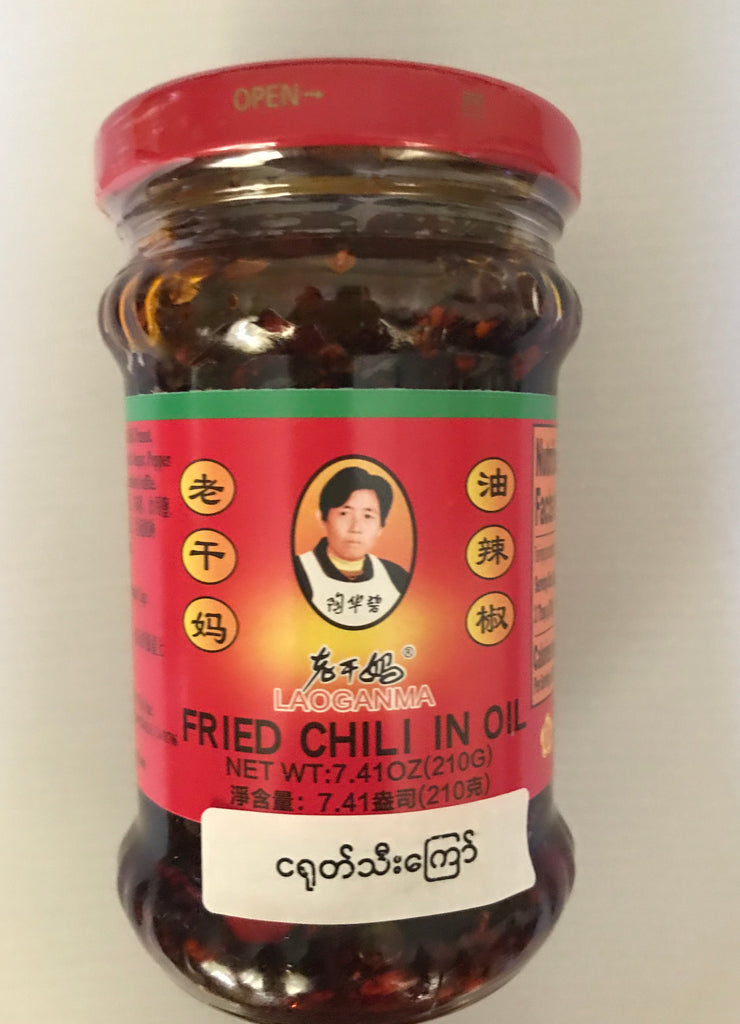 OPEN→
老干妈
油辣椒
陶华碧
老干妈®
LAOGANMA
FRIED CHILI IN OIL
NET WT:7.41OZ(210G)
淨含量: 7.41盎司(210克)
ငရုတ်သီးကြော်
Pepper
Facts